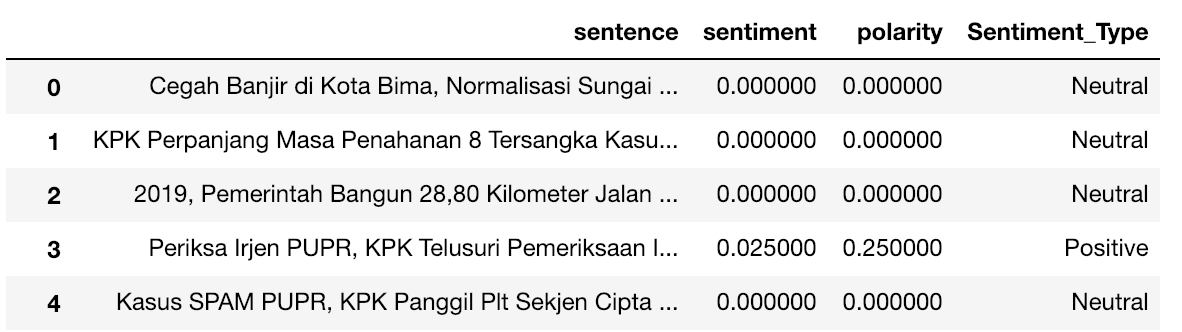 sentence sentiment polarity Sentiment_Type
0 Cegah Banjir di Kota Bima, Normalisasi Sungai ... 0.000000 0.000000 Neutral
1 KPK Perpanjang Masa Penahanan 8 Tersangka Kasu... 0.000000 0.000000 Neutral
2 2019, Pemerintah Bangun 28,80 Kilometer Jalan ... 0.000000 0.000000 Neutral
3 Periksa Irjen PUPR, KPK Telusuri Pemeriksaan I... 0.025000 0.250000 Positive
4 Kasus SPAM PUPR, KPK Panggil Plt Sekjen Cipta ... 0.000000 0.000000 Neutral